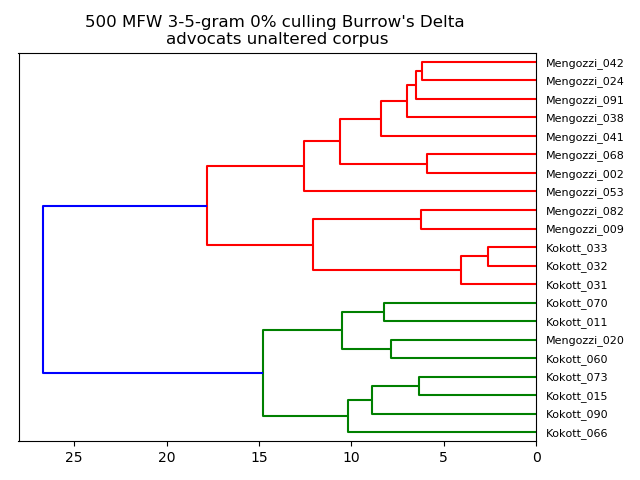 500 MFW 3-5-gram 0% culling Burrow's Delta
advocats unaltered corpus
Mengozzi_042
Mengozzi_024
Mengozzi_091
Mengozzi_038
Mengozzi_041
Mengozzi_068
Mengozzi_002
Mengozzi_053
Mengozzi_082
Mengozzi_009
Kokott_033
Kokott_032
Kokott_031
Kokott_070
Kokott_011
Mengozzi_020
Kokott_060
Kokott_073
Kokott_015
Kokott_090
Kokott_066
25 20 15 10 5 0